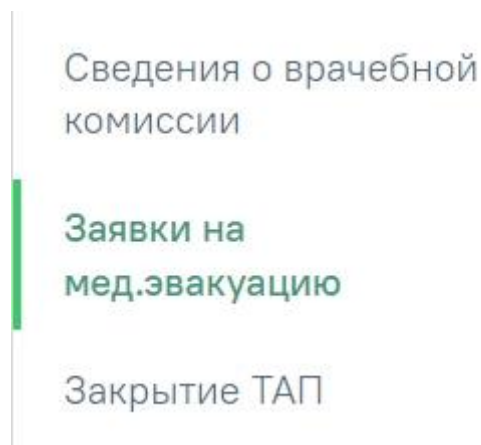 Сведения о врачебной
комиссии
Заявки на
мед.эвакуацию
Закрытие ТАП